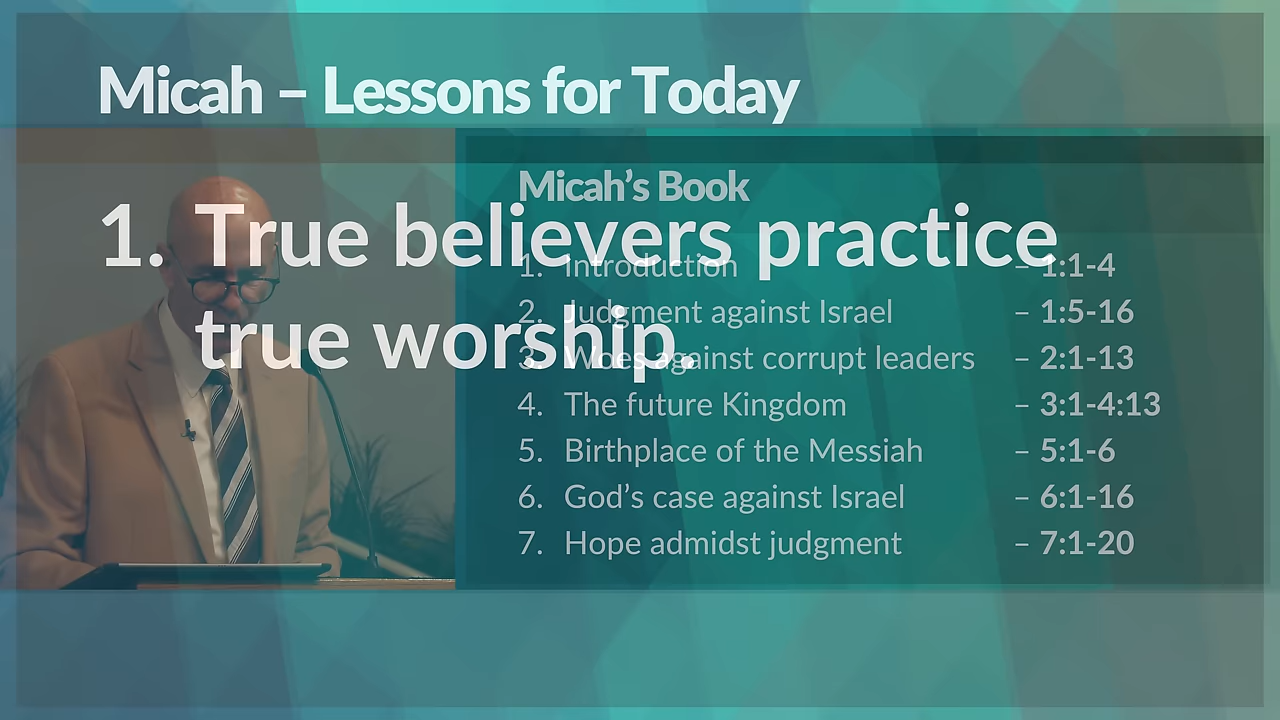 Micah – Lessons for Today
1. True believers practice
true worship.
Micah’s Book
1. Introduction – 1:1-4
2. Judgment against Israel – 1:5-16
3. Woes against corrupt leaders – 2:1-13
4. The future Kingdom – 3:1-4:13
5. Birthplace of the Messiah – 5:1-6
6. God’s case against Israel – 6:1-16
7. Hope admidst judgment – 7:1-20